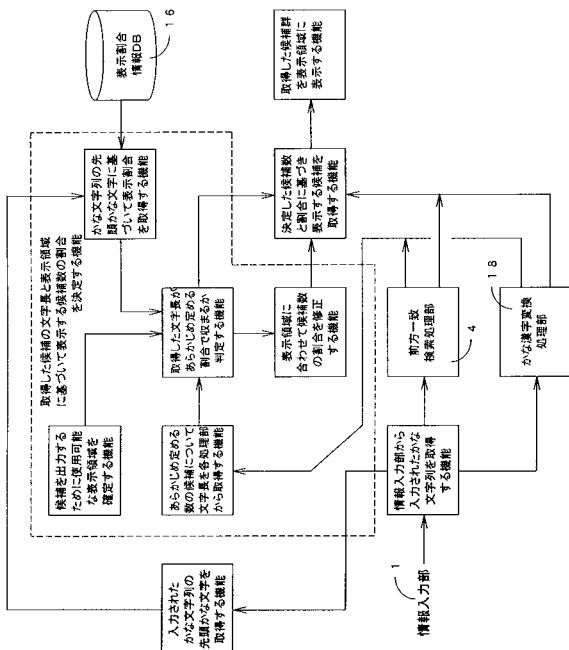 表示割合
情報DB
16
取得した候補の文字長と表示領域
に基づいて表示する候補数の割合
を決定する機能
かな文字列の先
頭かな文字に基
づいて表示割合
を取得する機能
取得した候補群
を表示領域に
表示する機能
決定した候補数
と割合に基づき
表示する候補を
取得する機能
候補を出力する
ために使用可能
な表示領域を
確定する機能
取得した文字長が
あらかじめ定める
割合で収まるか
判定する機能
表示領域に
合わせて候補数
の割合を修正
する機能
あらかじめ定める
数の候補について
文字長を各処理部
から取得する機能
前方一致
検索処理部
4
かな漢字変換
処理部
18
入力された
かな文字列の
先頭かな文字を
取得する機能
情報入力部から
入力されたかな
文字列を取得
する機能
1
情報入力部